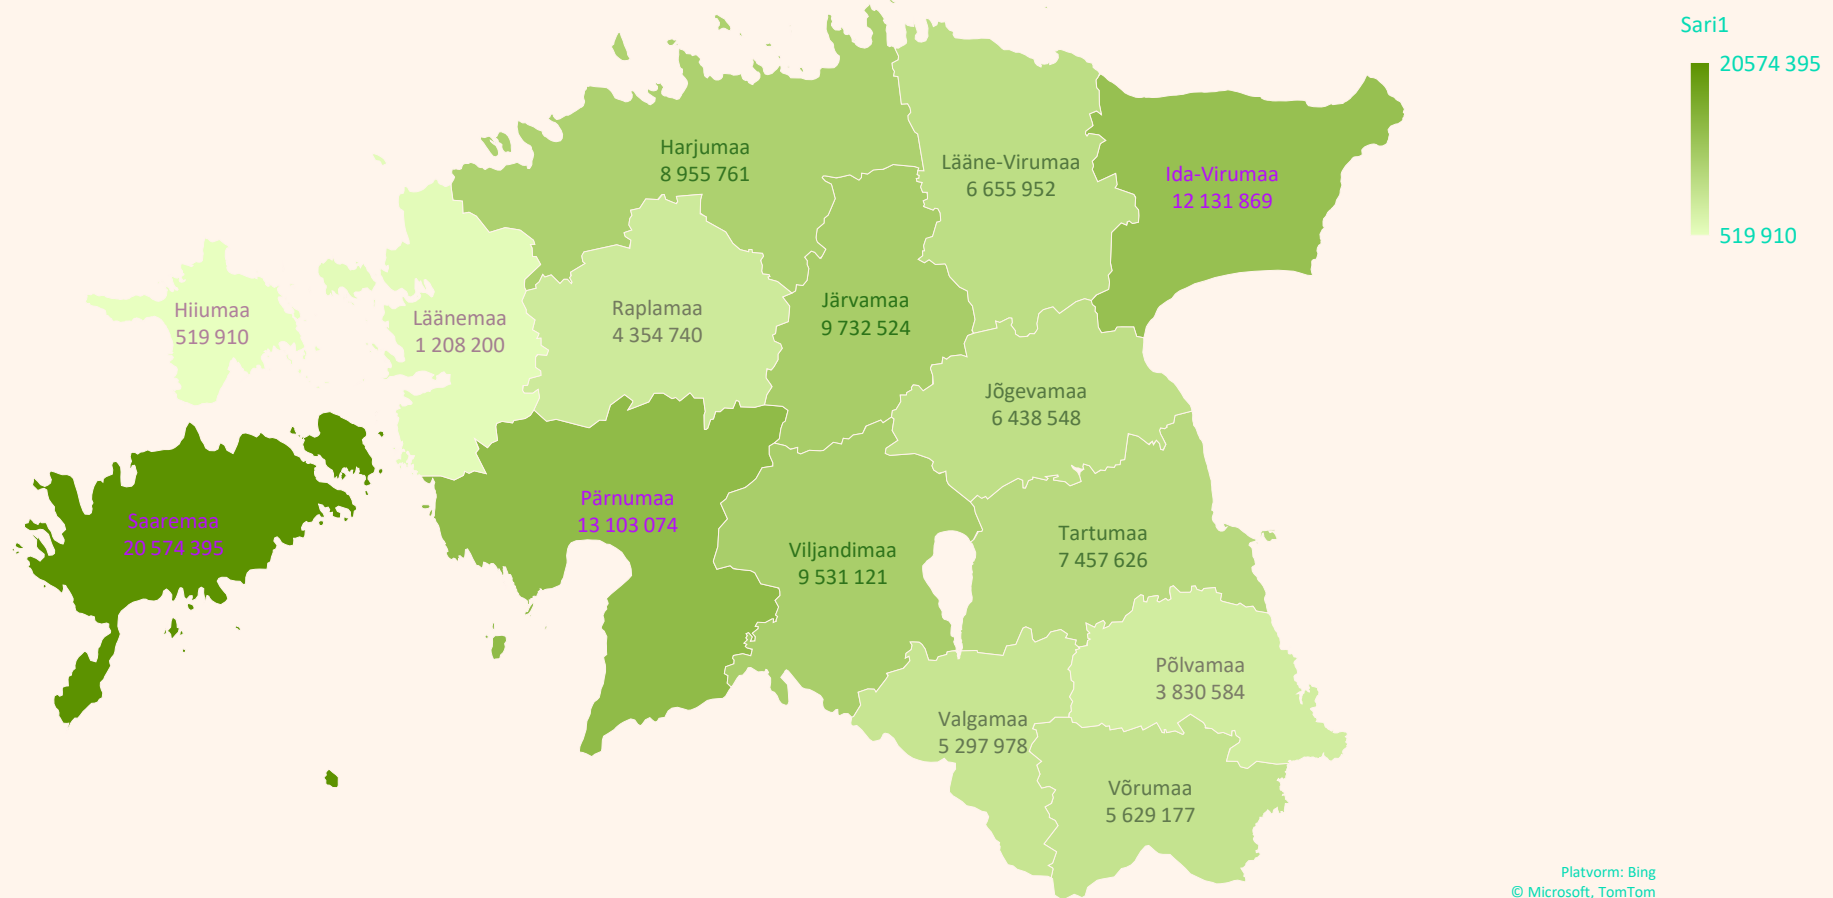 Sari1
20574 395
519 910
Harjumaa
8 955 761
Lääne-Virumaa
6 655 952
Ida-Virumaa
12 131 869
Hiiumaa
519 910
Läänemaa
1 208 200
Raplamaa
4 354 740
Järvamaa
9 732 524
Jõgevamaa
6 438 548
Saaremaa
20 574 395
Pärnumaa
13 103 074
Viljandimaa
9 531 121
Tartumaa
7 457 626
Põlvamaa
3 830 584
Valgamaa
5 297 978
Võrumaa
5 629 177
Platvorm: Bing
© Microsoft, TomTom